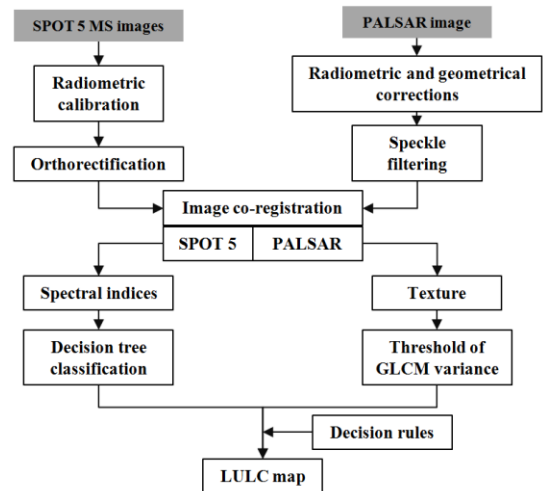 SPOT 5 MS images
PALSAR image
Radiometric
calibration
Radiometric and geometrical
corrections
Orthorectification
Speckle
filtering
Image co-registration
SPOT 5
PALSAR
Spectral indices
Texture
Decision tree
classification
Threshold of
GLCM variance
Decision rules
LULC map